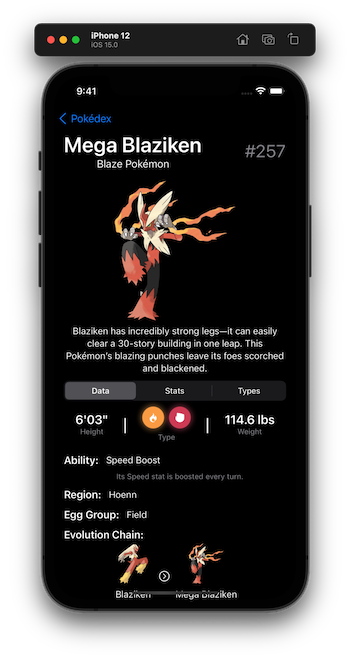 iPhone 12
iOS 15.0
9:41
Pokédex
Mega Blaziken
#257
Blaze Pokémon
Blaziken has incredibly strong legs—it can easily
clear a 30-story building in one leap. This
Pokémon's blazing punches leave its foes scorched
and blackened.
Data Stats Types
6'03" 114.6 lbs
Height Type Weight
Ability: Speed Boost
Its Speed stat is boosted every turn.
Region: Hoenn
Egg Group: Field
Evolution Chain:
Blaziken Mega Blaziken